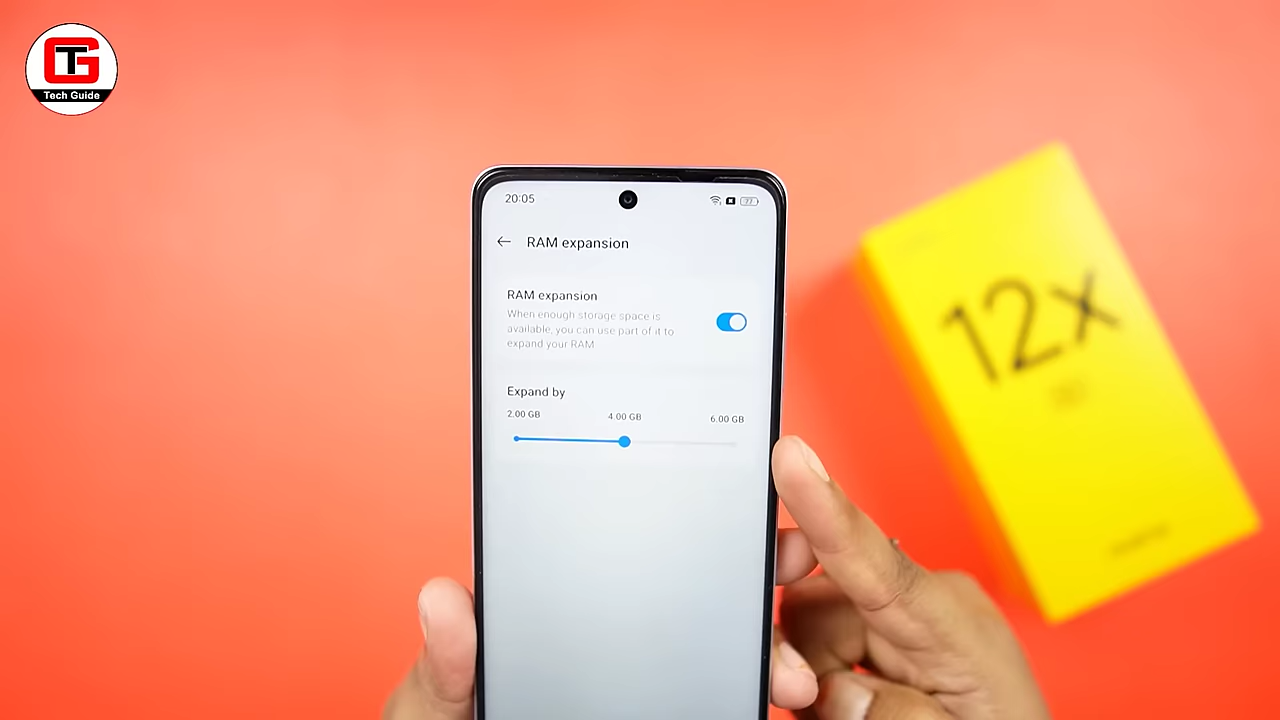 TG
Tech Guide
20:05
77
RAM expansion
RAM expansion
When enough storage space is
available, you can use part of it to
expand your RAM
Expand by
2.00 GB 4.00 GB 6.00 GB
12x